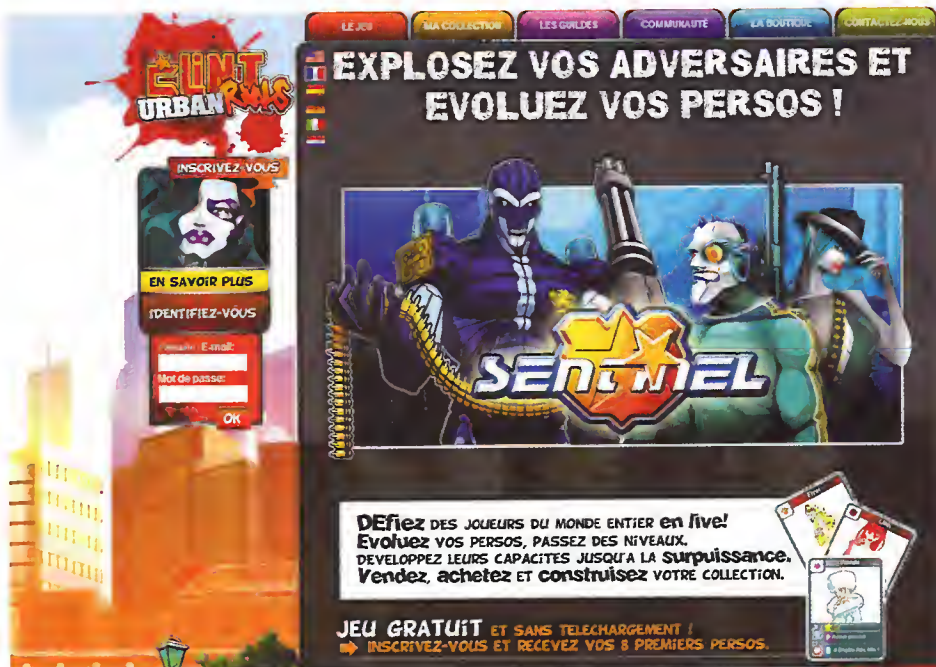 LE JEU
MA COLLECTION
LES GUILDES
COMMUNAUTÉ
LA BOUTIQUE
CONTACTEZ-NOUS
CLINT
URBAN RIVALS
EXPLOSEZ VOS ADVERSAIRES ET
EVOLUEZ VOS PERSOS !
INSCRIVEZ-VOUS
EN SAVOIR PLUS
IDENTIFIEZ-VOUS
E-mail:
Mot de passe:
OK
SENTINEL
DEfiez DES JOUEURS DU MONDE ENTIER en live!
Evoluez VOS PERSOS, PASSEZ DES NIVEAUX.
DEVELOPPEZ LEURS CAPACITES JUSQU'A LA surpuissance.
Vendez, achetez ET construisez VOTRE COLLECTION.
JEU GRATUIT ET SANS TELECHARGEMENT !
INSCRIVEZ-VOUS ET RECEVEZ VOS 8 PREMIERS PERSOS.